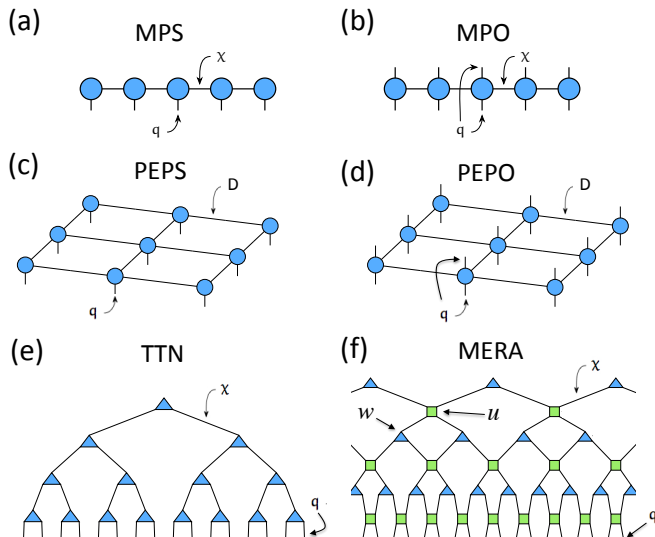 (a) MPS
χ
q
(b) MPO
χ
q
(c) PEPS
D
q
(d) PEPO
D
q
(e) TTN
χ
q
(f) MERA
χ
w
u
q